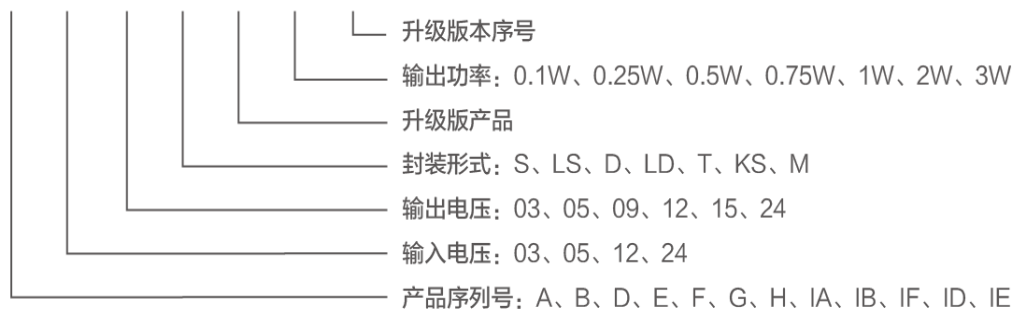 升级版本序号
输出功率：0.1W、0.25W、0.5W、0.75W、1W、2W、3W
升级版产品
封装形式：S、LS、D、LD、T、KS、M
输出电压：03、05、09、12、15、24
输入电压：03、05、12、24
产品序列号：A、B、D、E、F、G、H、IA、IB、IF、ID、IE